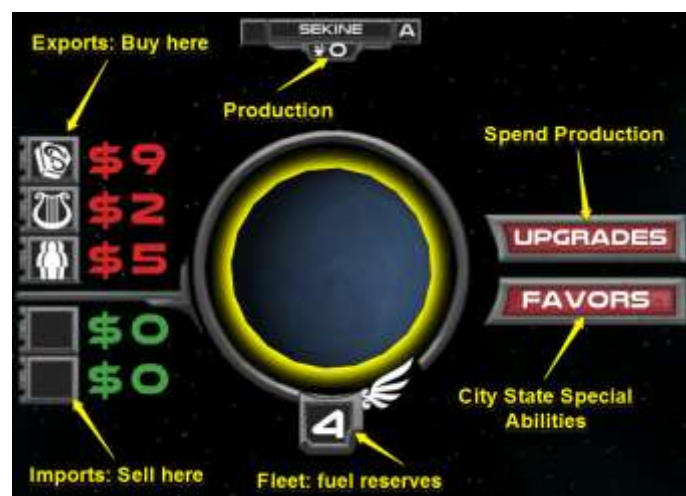 Exports: Buy here
SEKINE A
0
Production
Spend Production
$9
$2
$5
UPGRADES
FAVORS
$0
$0
City State Special
Abilities
4
Imports: Sell here
Fleet: fuel reserves